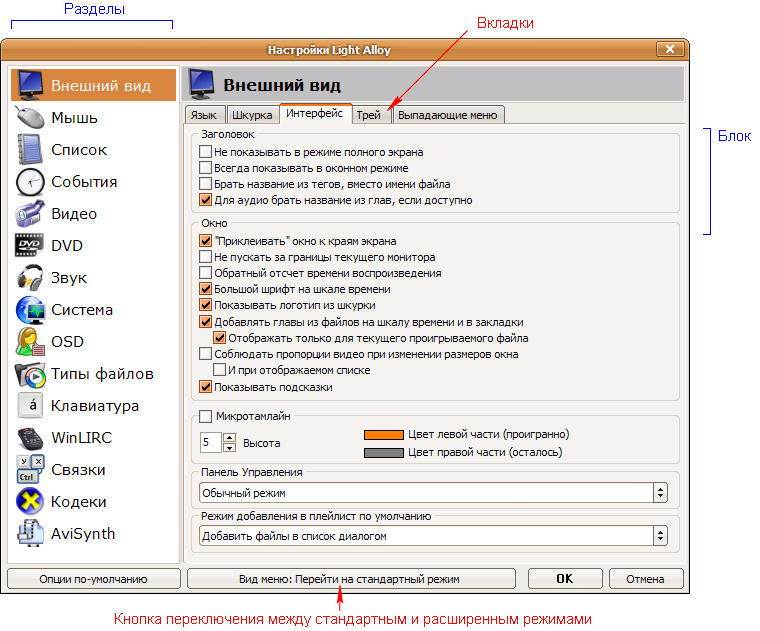 Разделы
Вкладки
Настройки Light Alloy
Внешний вид
Мышь
Список
События
Видео
DVD
Звук
Система
OSD
Типы файлов
á
Клавиатура
WinLIRC
У Х
Ctrl
Связки
Кодеки
AviSynth
Внешний вид
Язык Шкурка Интерфейс Трей Выпадающие меню
Блок
Заголовок
Не показывать в режиме полного экрана
Всегда показывать в оконном режиме
Брать название из тегов, вместо имени файла
Для аудио брать название из глав, если доступно
Окно
"Приклеивать" окно к краям экрана
Не пускать за границы текущего монитора
Обратный отсчет времени воспроизведения
Большой шрифт на шкале времени
Показывать логотип из шкурки
Добавлять главы из файлов на шкалу времени и в закладки
Отображать только для текущего проигрываемого файла
Соблюдать пропорции видео при изменении размеров окна
И при отображаемом списке
Показывать подсказки
Микротамлайн
5 Высота
Цвет левой части (проигранно)
Цвет правой части (осталось)
Панель Управления
Обычный режим
Режим добавления в плейлист по умолчанию
Добавить файлы в список диалогом
Опции по-умолчанию
Вид меню: Перейти на стандартный режим
OK
Отмена
Кнопка переключения между стандартным и расширенным режимами